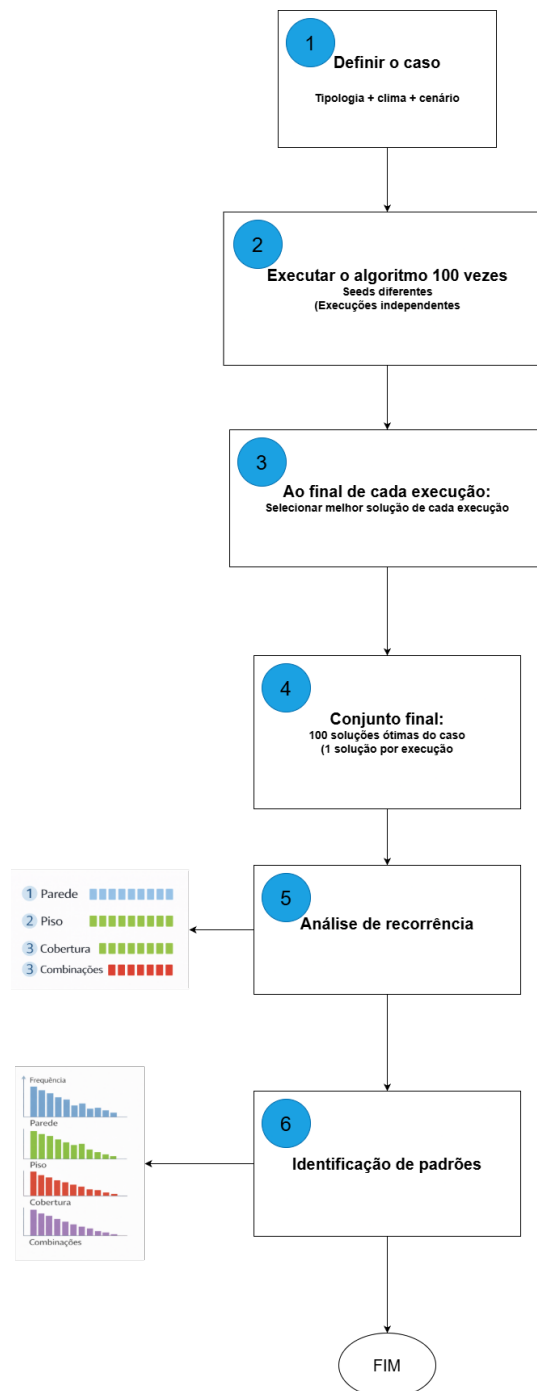 1
Definir o caso
Tipologia + clima + cenário
2
Executar o algoritmo 100 vezes
Seeds diferentes
(Execuções independentes
3
Ao final de cada execução:
Selecionar melhor solução de cada execução
4
Conjunto final:
100 soluções ótimas do caso
(1 solução por execução
5
Análise de recorrência
1 Parede
2 Piso
3 Cobertura
3 Combinações
6
Identificação de padrões
Frequência
Parede
Piso
Cobertura
Combinações
FIM